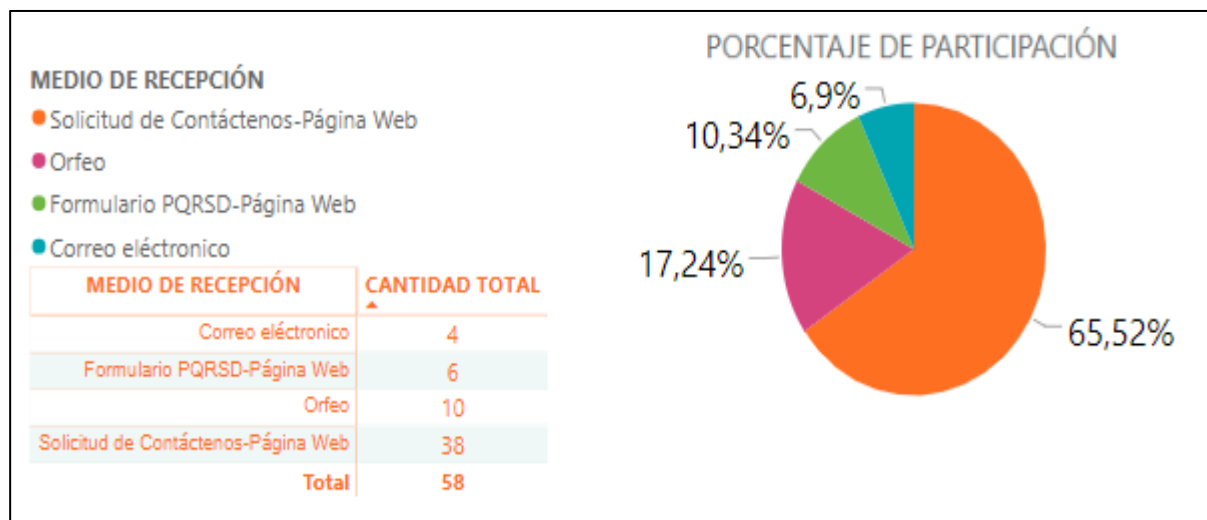 PORCENTAJE DE PARTICIPACIÓN
MEDIO DE RECEPCIÓN
Solicitud de Contáctenos-Página Web
Orfeo
Formulario PQRSD-Página Web
Correo eléctronico
MEDIO DE RECEPCIÓN CANTIDAD TOTAL
Correo eléctronico 4
Formulario PQRSD-Página Web 6
Orfeo 10
Solicitud de Contáctenos-Página Web 38
Total 58
6,9%
10,34%
17,24%
65,52%